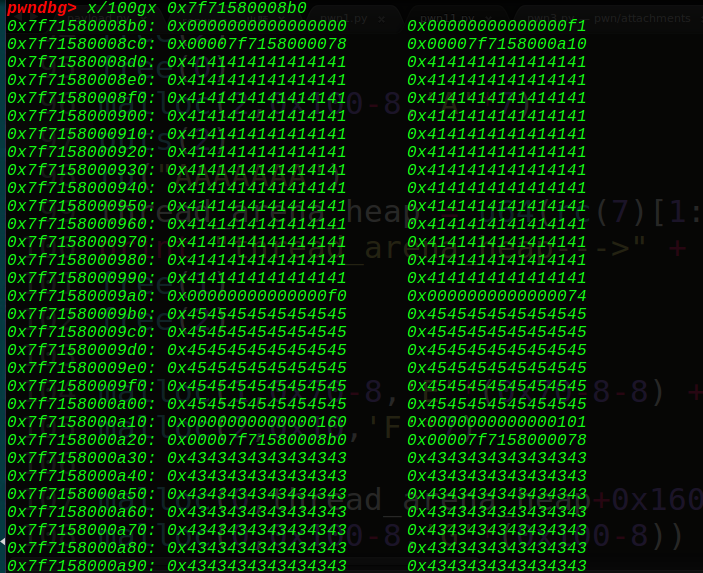 pwndbg> x/100gx 0x7f71580008b0
0x7f71580008b0: 0x0000000000000000 0x00000000000000f1
0x7f71580008c0: 0x00007f7158000078 0x00007f7158000a10
0x7f71580008d0: 0x4141414141414141 0x4141414141414141
0x7f71580008e0: 0x4141414141414141 0x4141414141414141
0x7f71580008f0: 0x4141414141414141 0x4141414141414141
0x7f7158000900: 0x4141414141414141 0x4141414141414141
0x7f7158000910: 0x4141414141414141 0x4141414141414141
0x7f7158000920: 0x4141414141414141 0x4141414141414141
0x7f7158000930: 0x4141414141414141 0x4141414141414141
0x7f7158000940: 0x4141414141414141 0x4141414141414141
0x7f7158000950: 0x4141414141414141 0x4141414141414141
0x7f7158000960: 0x4141414141414141 0x4141414141414141
0x7f7158000970: 0x4141414141414141 0x4141414141414141
0x7f7158000980: 0x4141414141414141 0x4141414141414141
0x7f7158000990: 0x4141414141414141 0x4141414141414141
0x7f71580009a0: 0x00000000000000f0 0x0000000000000074
0x7f71580009b0: 0x4545454545454545 0x4545454545454545
0x7f71580009c0: 0x4545454545454545 0x4545454545454545
0x7f71580009d0: 0x4545454545454545 0x4545454545454545
0x7f71580009e0: 0x4545454545454545 0x4545454545454545
0x7f71580009f0: 0x4545454545454545 0x4545454545454545
0x7f7158000a00: 0x4545454545454545 0x4545454545454545
0x7f7158000a10: 0x0000000000000160 0x0000000000000101
0x7f7158000a20: 0x00007f71580008b0 0x00007f7158000078
0x7f7158000a30: 0x4343434343434343 0x4343434343434343
0x7f7158000a40: 0x4343434343434343 0x4343434343434343
0x7f7158000a50: 0x4343434343434343 0x4343434343434343
0x7f7158000a60: 0x4343434343434343 0x4343434343434343
0x7f7158000a70: 0x4343434343434343 0x4343434343434343
0x7f7158000a80: 0x4343434343434343 0x4343434343434343
0x7f7158000a90: 0x4343434343434343 0x4343434343434343